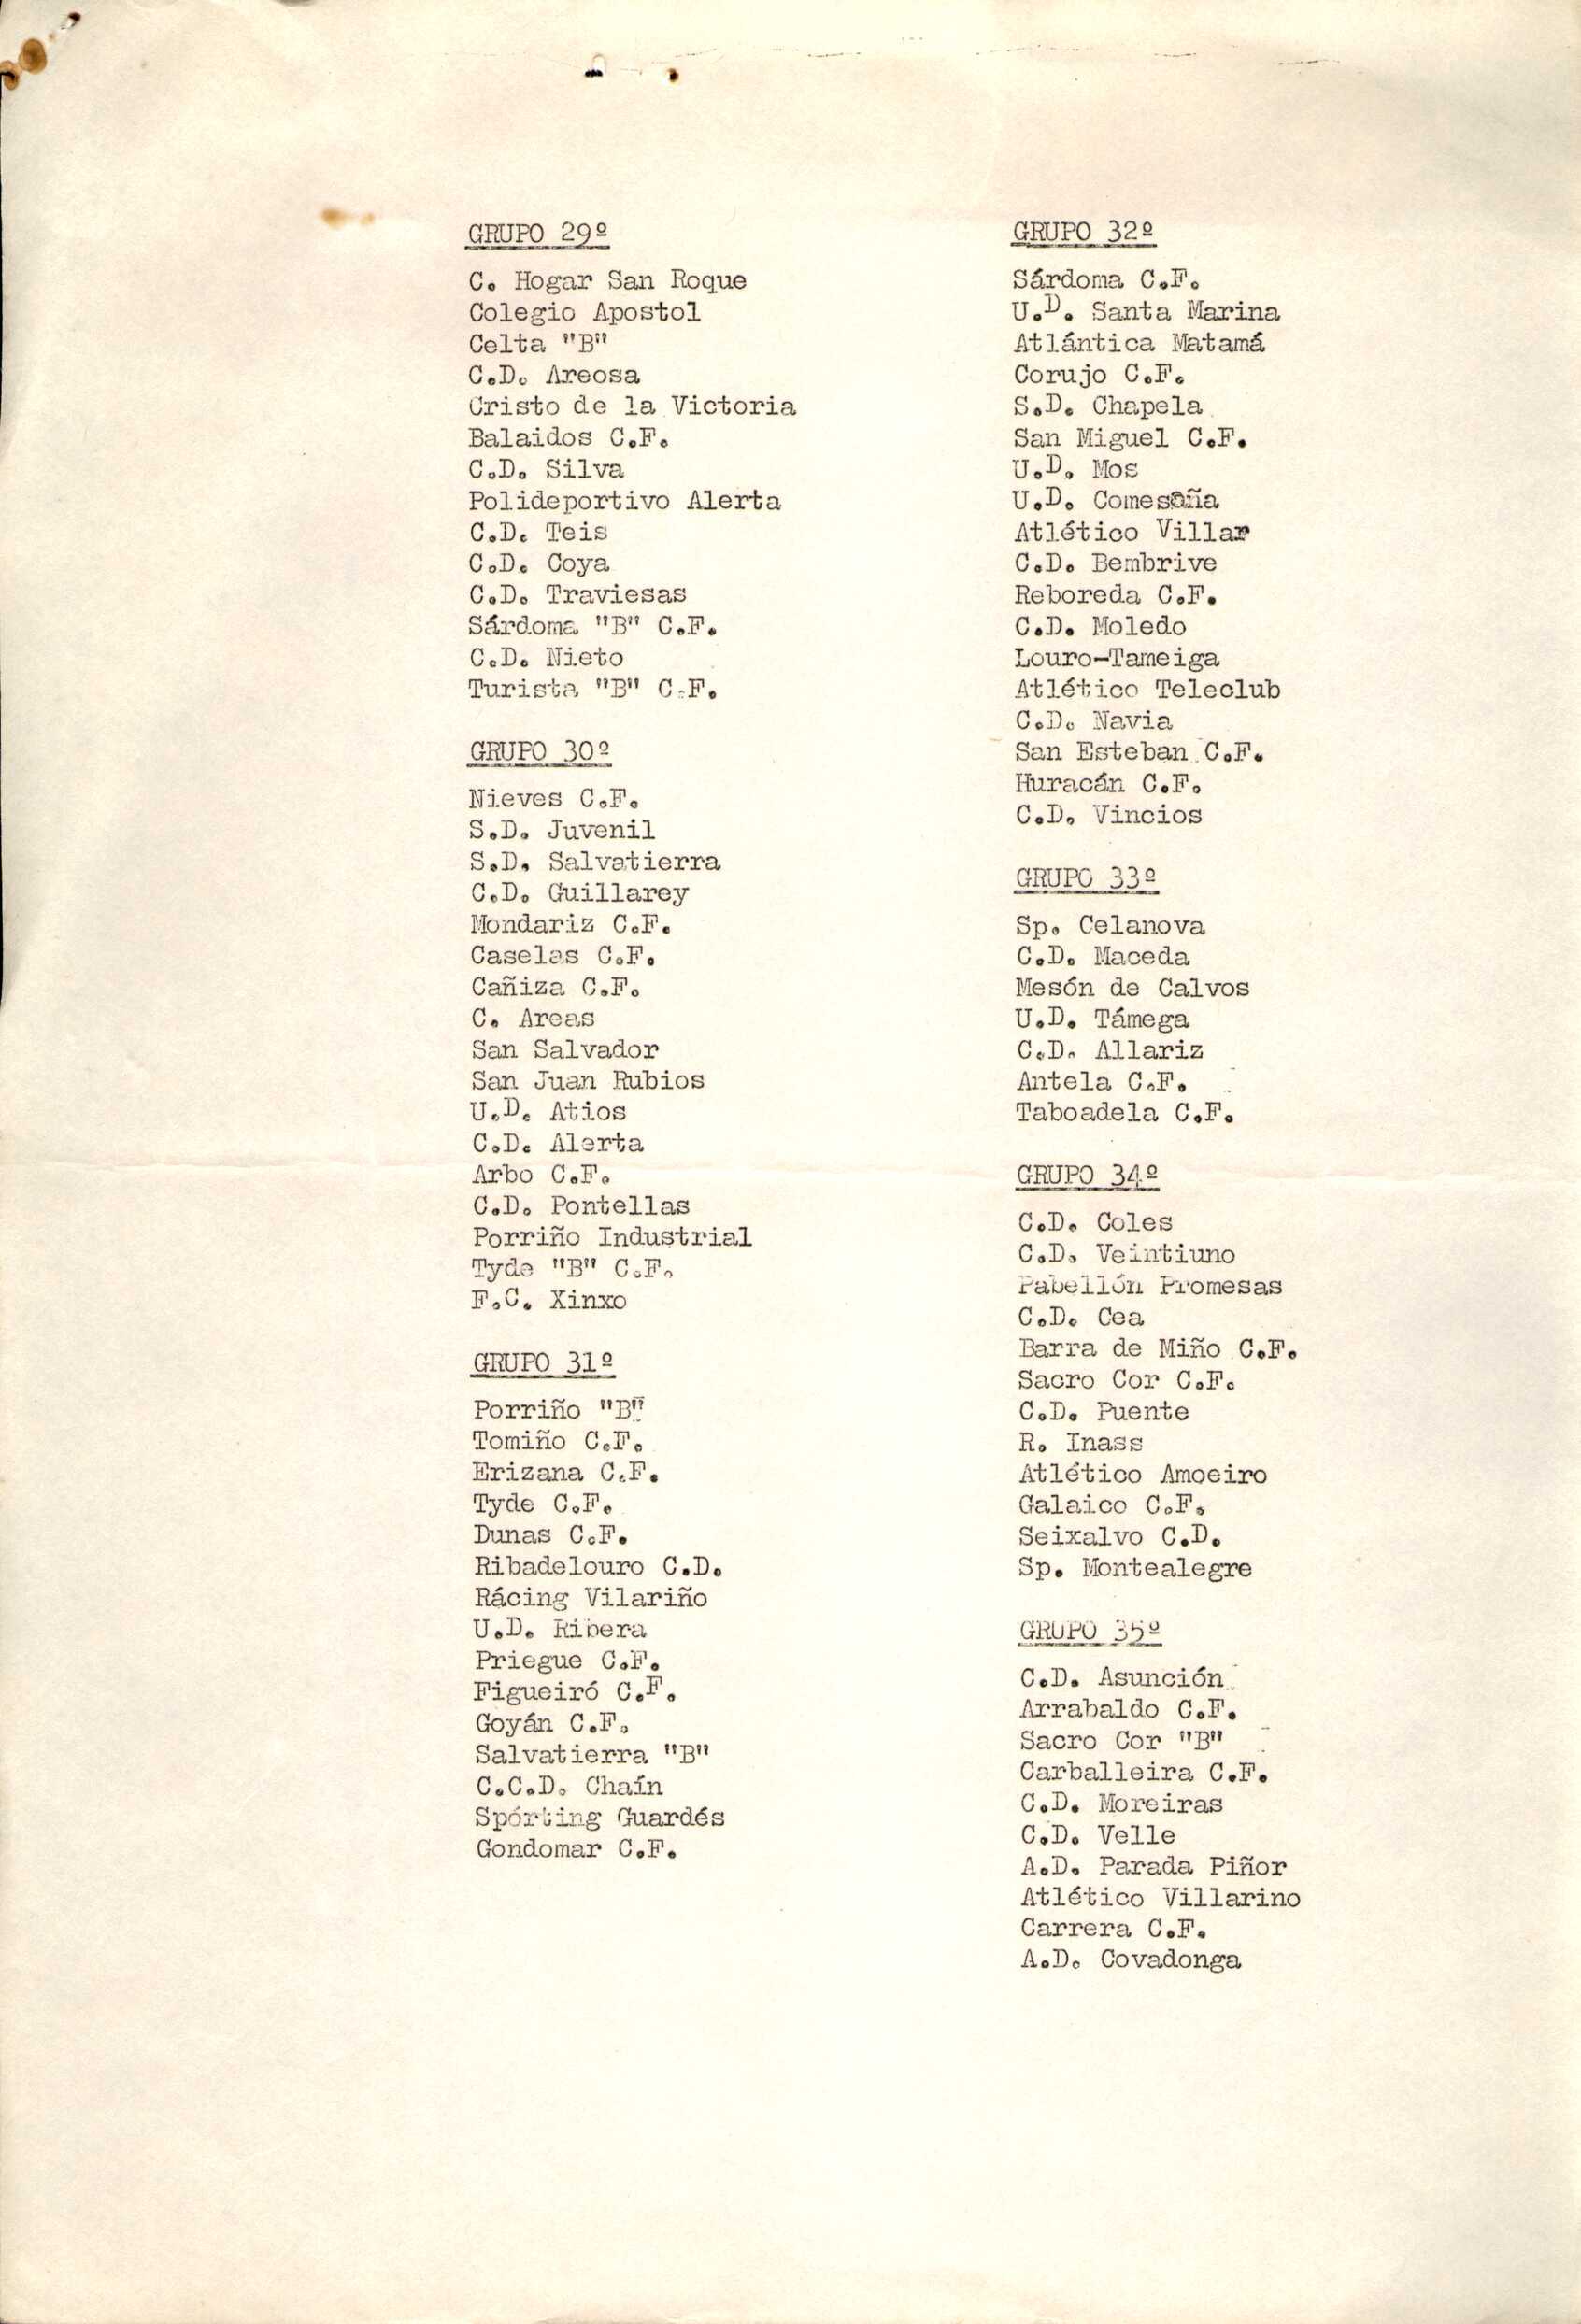 GRUPO 29º
C. Hogar San Roque
Colegio Apostol
Celta "B"
C.D. Areosa
Cristo de la Victoria
Balaidos C.F.
C.D. Silva
Polideportivo Alerta
C.D. Teis
C.D. Coya
C.D. Traviesas
Sárdoma "B" C.F.
C.D. Nieto
Turista "B" C.F.
GRUPO 30º
Nieves C.F.
S.D. Juvenil
S.D. Salvatierra
C.D. Guillarey
Mondariz C.F.
Caselas C.F.
Cañiza C.F.
C. Areas
San Salvador
San Juan Rubios
U.D. Atios
C.D. Alerta
Arbo C.F.
C.D. Pontellas
Porriño Industrial
Tyde "B" C.F.
F.C. Xinxo
GRUPO 31º
Porriño "B"
Tomiño C.F.
Erizana C.F.
Tyde C.F.
Dunas C.F.
Ribadelouro C.D.
Rácing Vilariño
U.D. Ribera
Priegue C.F.
Figueiró C.F.
Goyán C.F.
Salvatierra "B"
C.C.D. Chaín
Spórting Guardés
Gondomar C.F.
GRUPO 32º
Sárdoma C.F.
U.D. Santa Marina
Atlántica Matamá
Corujo C.F.
S.D. Chapela
San Miguel C.F.
U.D. Mos
U.D. Comesaña
Atlético Villar
C.D. Bembrive
Reboreda C.F.
C.D. Moledo
Louro-Tameiga
Atlético Teleclub
C.D. Navia
San Esteban C.F.
Huracán C.F.
C.D. Vincios
GRUPO 33º
Sp. Celanova
C.D. Maceda
Mesón de Calvos
U.D. Támega
C.D. Allariz
Antela C.F.
Taboadela C.F.
GRUPO 34º
C.D. Coles
C.D. Veintiuno
Pabellón Promesas
C.D. Cea
Barra de Miño C.F.
Sacro Cor C.F.
C.D. Puente
R. Inass
Atlético Amoeiro
Galaico C.F.
Seixalvo C.D.
Sp. Montealegre
GRUPO 35º
C.D. Asunción
Arrabaldo C.F.
Sacro Cor "B"
Carballeira C.F.
C.D. Moreiras
C.D. Velle
A.D. Parada Piñor
Atlético Villarino
Carrera C.F.
A.D. Covadonga